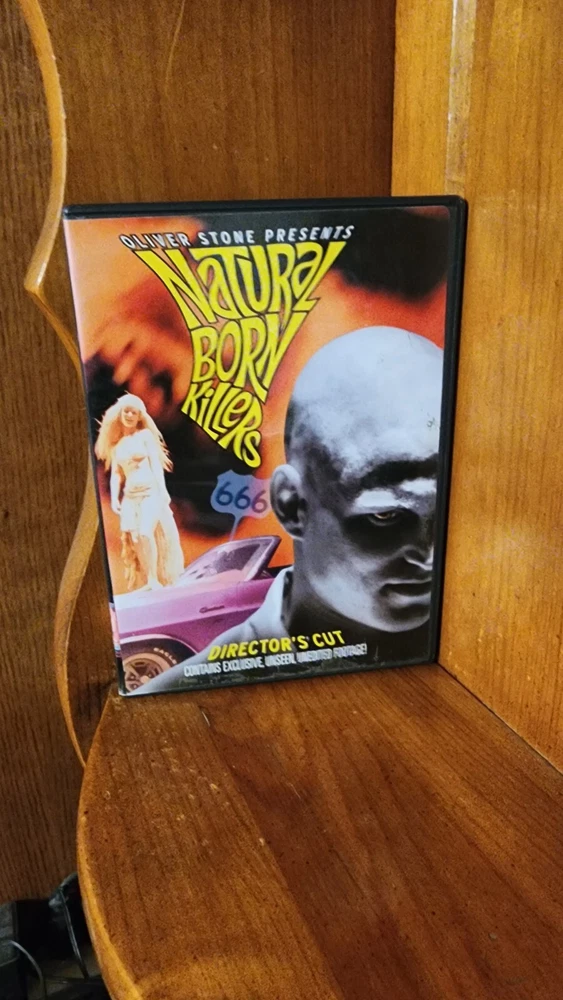 OLIVER STONE PRESENTS
NATURAL
BORN
KILLERS
666
DIRECTOR'S CUT
CONTAINS EXCLUSIVE, UNSEEN, UNEDITED FOOTAGE!